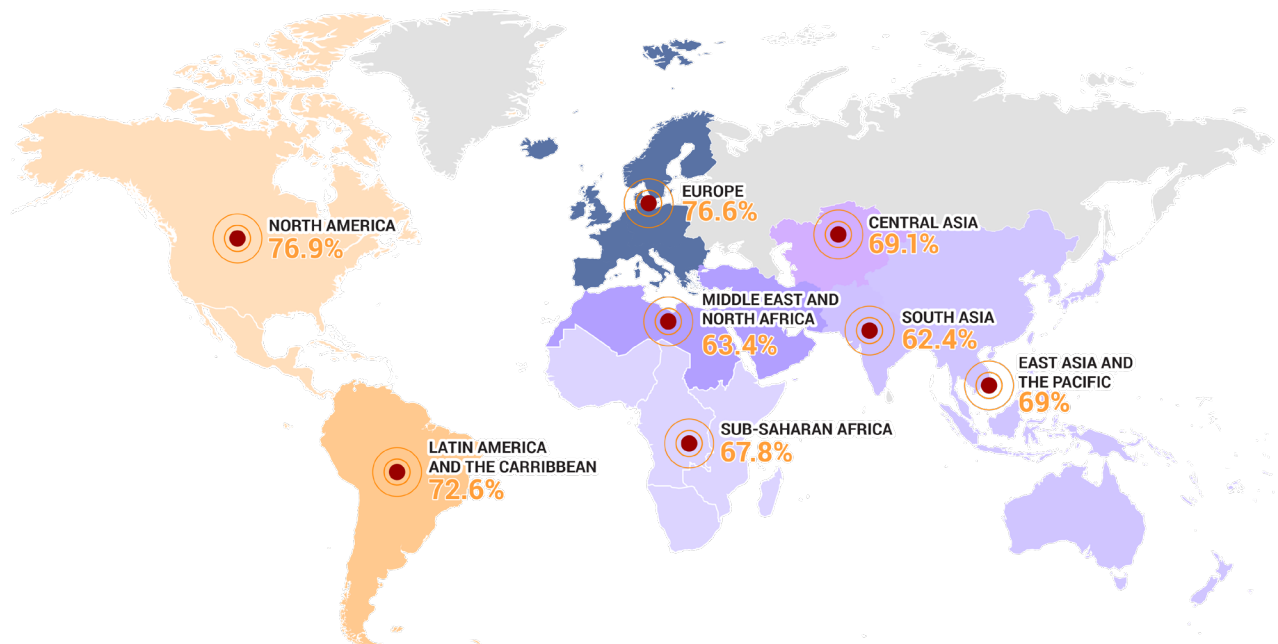 NORTH AMERICA
76.9%
EUROPE
76.6%
CENTRAL ASIA
69.1%
MIDDLE EAST AND
NORTH AFRICA
63.4%
SOUTH ASIA
62.4%
EAST ASIA AND
THE PACIFIC
69%
SUB-SAHARAN AFRICA
67.8%
LATIN AMERICA
AND THE CARRIBBEAN
72.6%